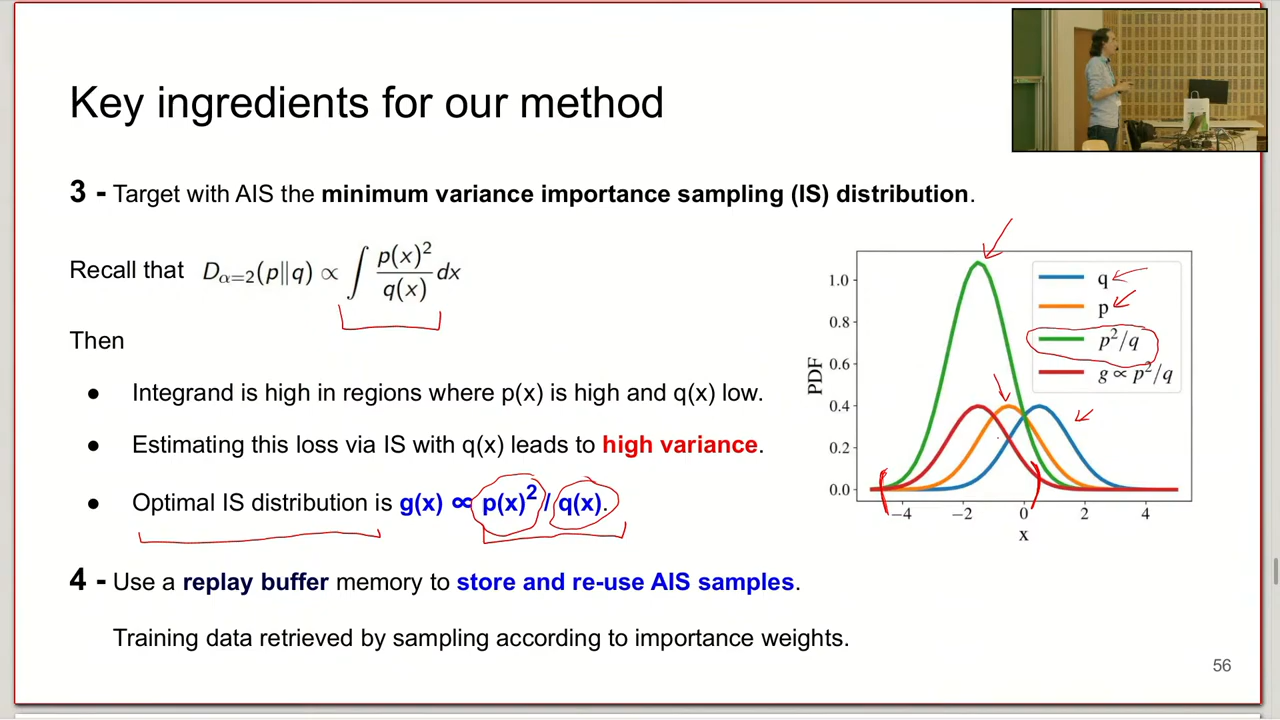 Key ingredients for our method
3 - Target with AIS the minimum variance importance sampling (IS) distribution.
Recall that D_{α=2}(p||q) ∝ ∫ p(x)²/q(x) dx
Then
● Integrand is high in regions where p(x) is high and q(x) low.
● Estimating this loss via IS with q(x) leads to high variance.
● Optimal IS distribution is g(x) ∝ p(x)² / q(x).
4 - Use a replay buffer memory to store and re-use AIS samples.
Training data retrieved by sampling according to importance weights.
q
p
p²/q
g ∝ p²/q
PDF
1.0
0.8
0.6
0.4
0.2
0.0
−4 −2 0 2 4
x
56